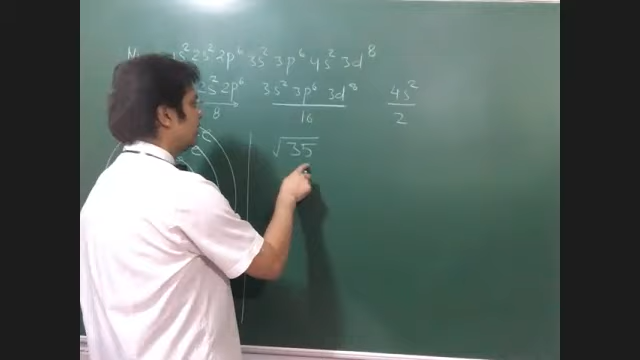 1s² 2s² 2p⁶ 3s² 3p⁶ 4s² 3d⁸
2s² 2p⁶ 3s² 3p⁶ 3d⁸ 4s²
8 16 2
√35